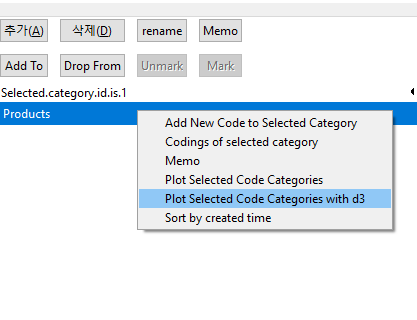 추가(A) 삭제(D) rename Memo
Add To Drop From Unmark Mark
Selected.category.id.is.1
Products
Add New Code to Selected Category
Codings of selected category
Memo
Plot Selected Code Categories
Plot Selected Code Categories with d3
Sort by created time